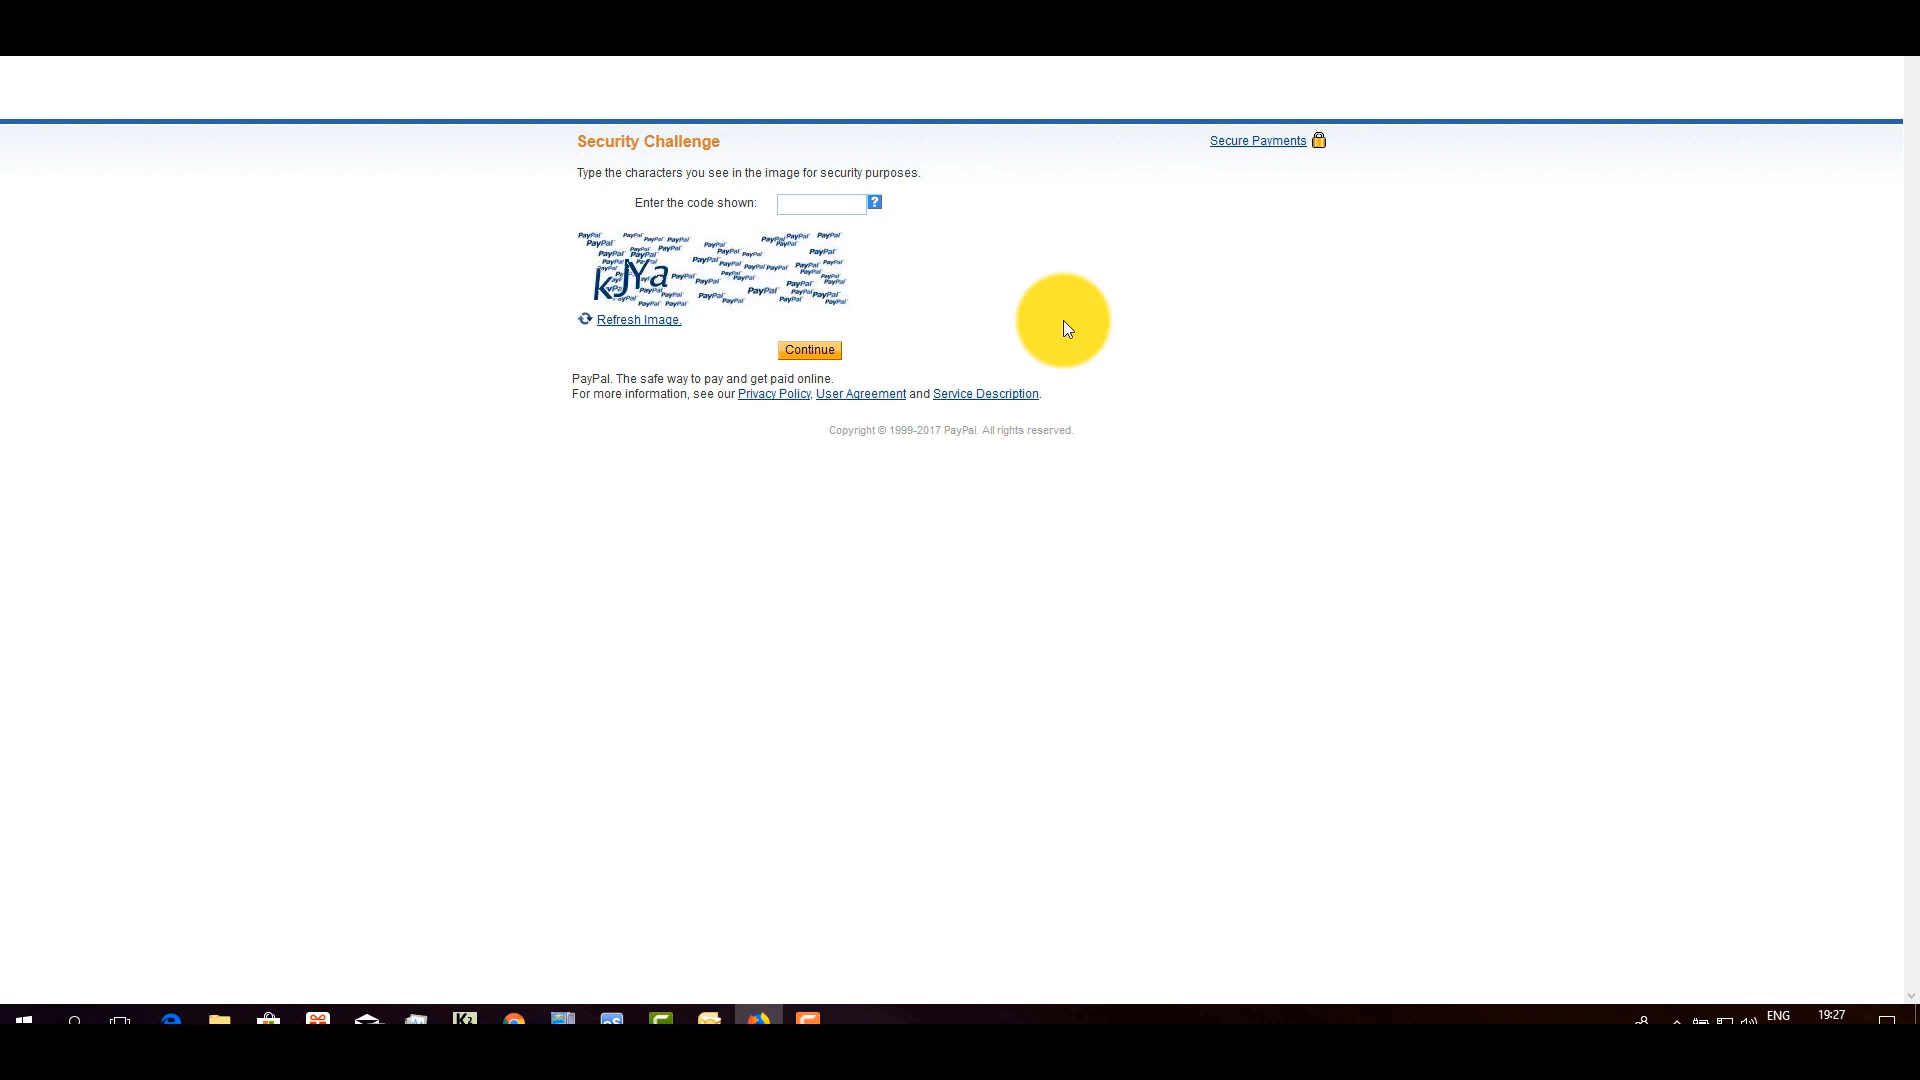 Security Challenge
Secure Payments
Type the characters you see in the image for security purposes.
Enter the code shown:
?
PayPal
kJYa
Refresh Image.
Continue
PayPal. The safe way to pay and get paid online.
For more information, see our Privacy Policy, User Agreement and Service Description.
Copyright © 1999-2017 PayPal. All rights reserved.
ENG
19:27